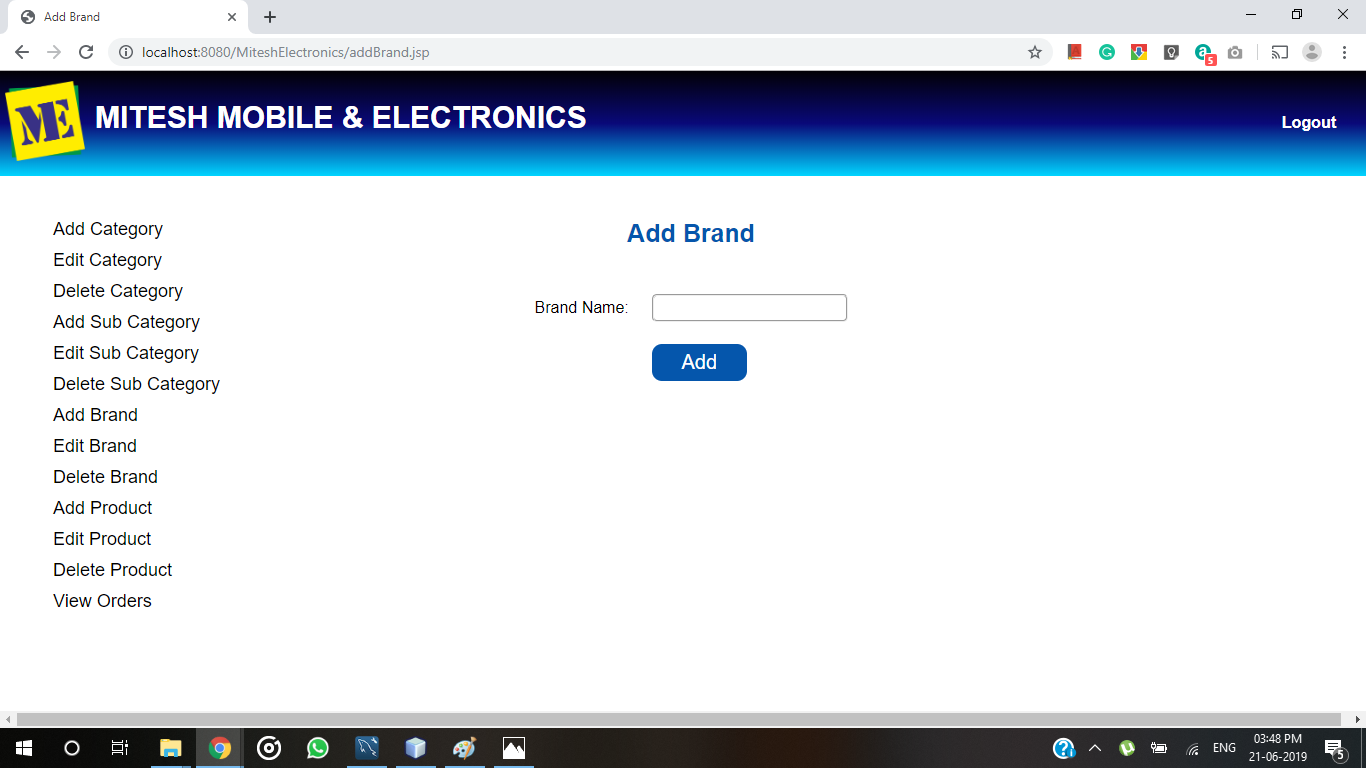 Add Brand
localhost:8080/MiteshElectronics/addBrand.jsp
5
ME
MITESH MOBILE & ELECTRONICS
Logout
Add Category
Edit Category
Delete Category
Add Sub Category
Edit Sub Category
Delete Sub Category
Add Brand
Edit Brand
Delete Brand
Add Product
Edit Product
Delete Product
View Orders
Add Brand
Brand Name:
Add
ENG
03:48 PM
21-06-2019
5